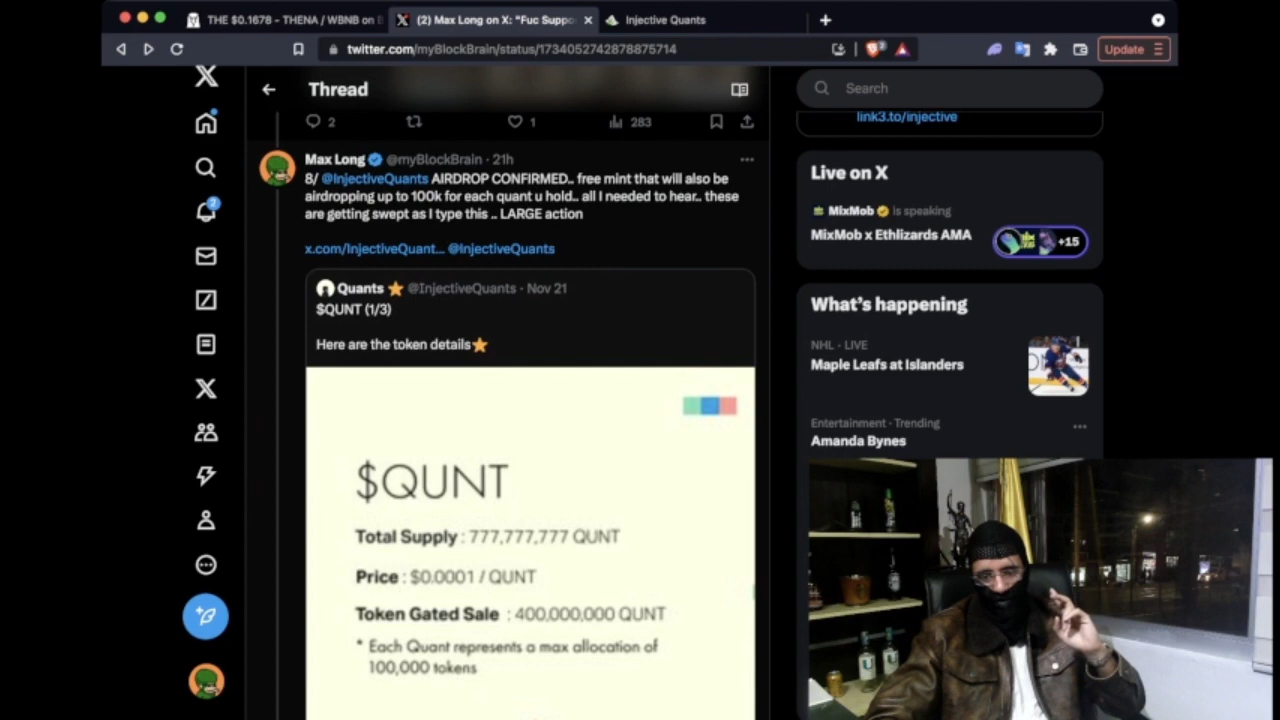 THE $0.1678 - THENA / WBNB on
(2) Max Long on X: "Fuc Suppo
Injective Quants
twitter.com/myBlockBrain/status/1734052742878875714
2
Update
Thread
Search
2
1
283
link3.to/injective
Max Long @myBlockBrain · 21h
8/ @InjectiveQuants AIRDROP CONFIRMED.. free mint that will also be
airdropping up to 100k for each quant u hold.. all I needed to hear.. these
are getting swept as I type this .. LARGE action
x.com/InjectiveQuant... @InjectiveQuants
Quants @InjectiveQuants · Nov 21
$QUNT (1/3)
Here are the token details
$QUNT
Total Supply : 777,777,777 QUNT
Price : $0.0001 / QUNT
Token Gated Sale : 400,000,000 QUNT
* Each Quant represents a max allocation of
100,000 tokens
2
Live on X
MixMob is speaking
MixMob x Ethlizards AMA
+15
What's happening
NHL · LIVE
Maple Leafs at Islanders
Entertainment · Trending
Amanda Bynes